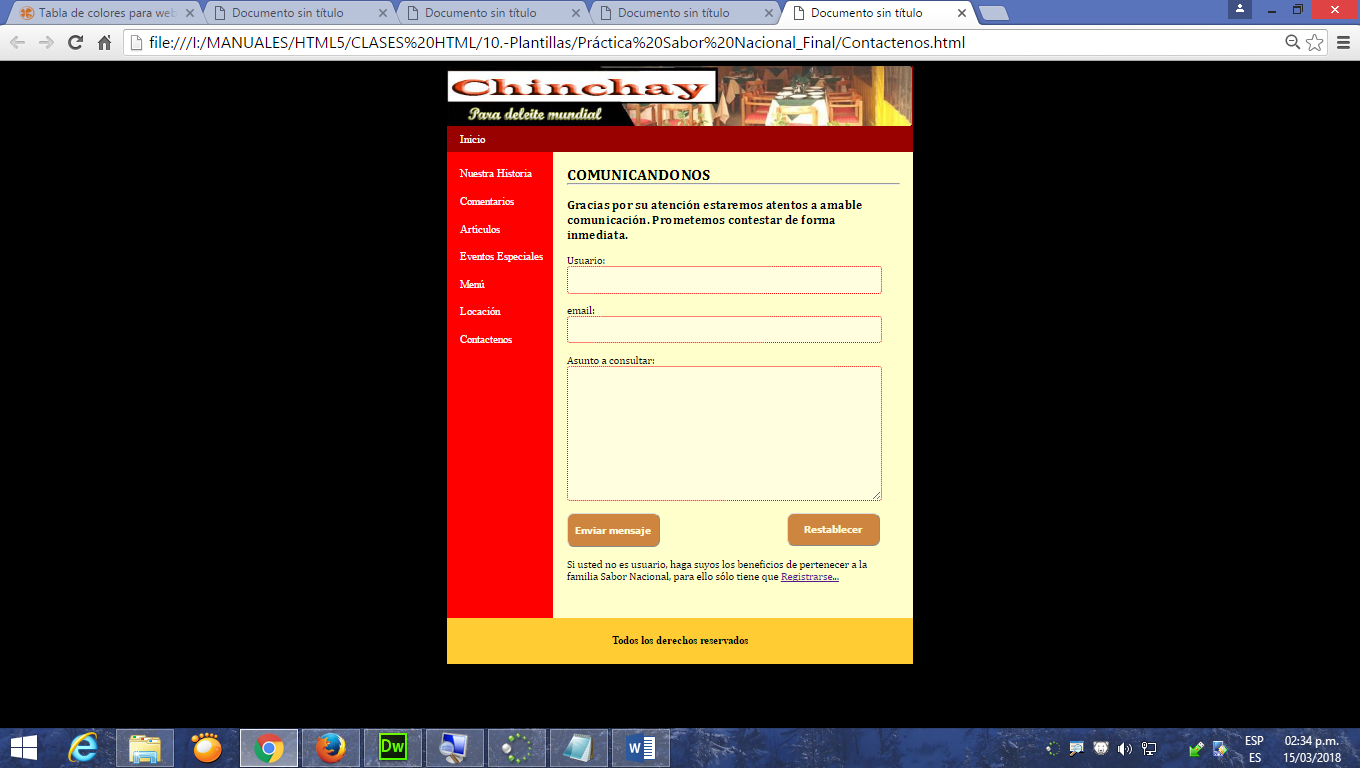 Tabla de colores para web
Documento sin título
Documento sin título
Documento sin título
Documento sin título
file:///I:/MANUALES/HTML5/CLASES%20HTML/10.-Plantillas/Práctica%20Sabor%20Nacional_Final/Contactenos.html
Chinchay
Para deleite mundial
Inicio
Nuestra Historia
Comentarios
Artículos
Eventos Especiales
Menú
Locación
Contactenos
COMUNICANDONOS
Gracias por su atención estaremos atentos a amable
comunicación. Prometemos contestar de forma
inmediata.
Usuario:
email:
Asunto a consultar:
Enviar mensaje
Restablecer
Si usted no es usuario, haga suyos los beneficios de pertenecer a la
familia Sabor Nacional, para ello sólo tiene que Registrarse...
Todos los derechos reservados
Dw
W
ESP
ES
02:34 p.m.
15/03/2018